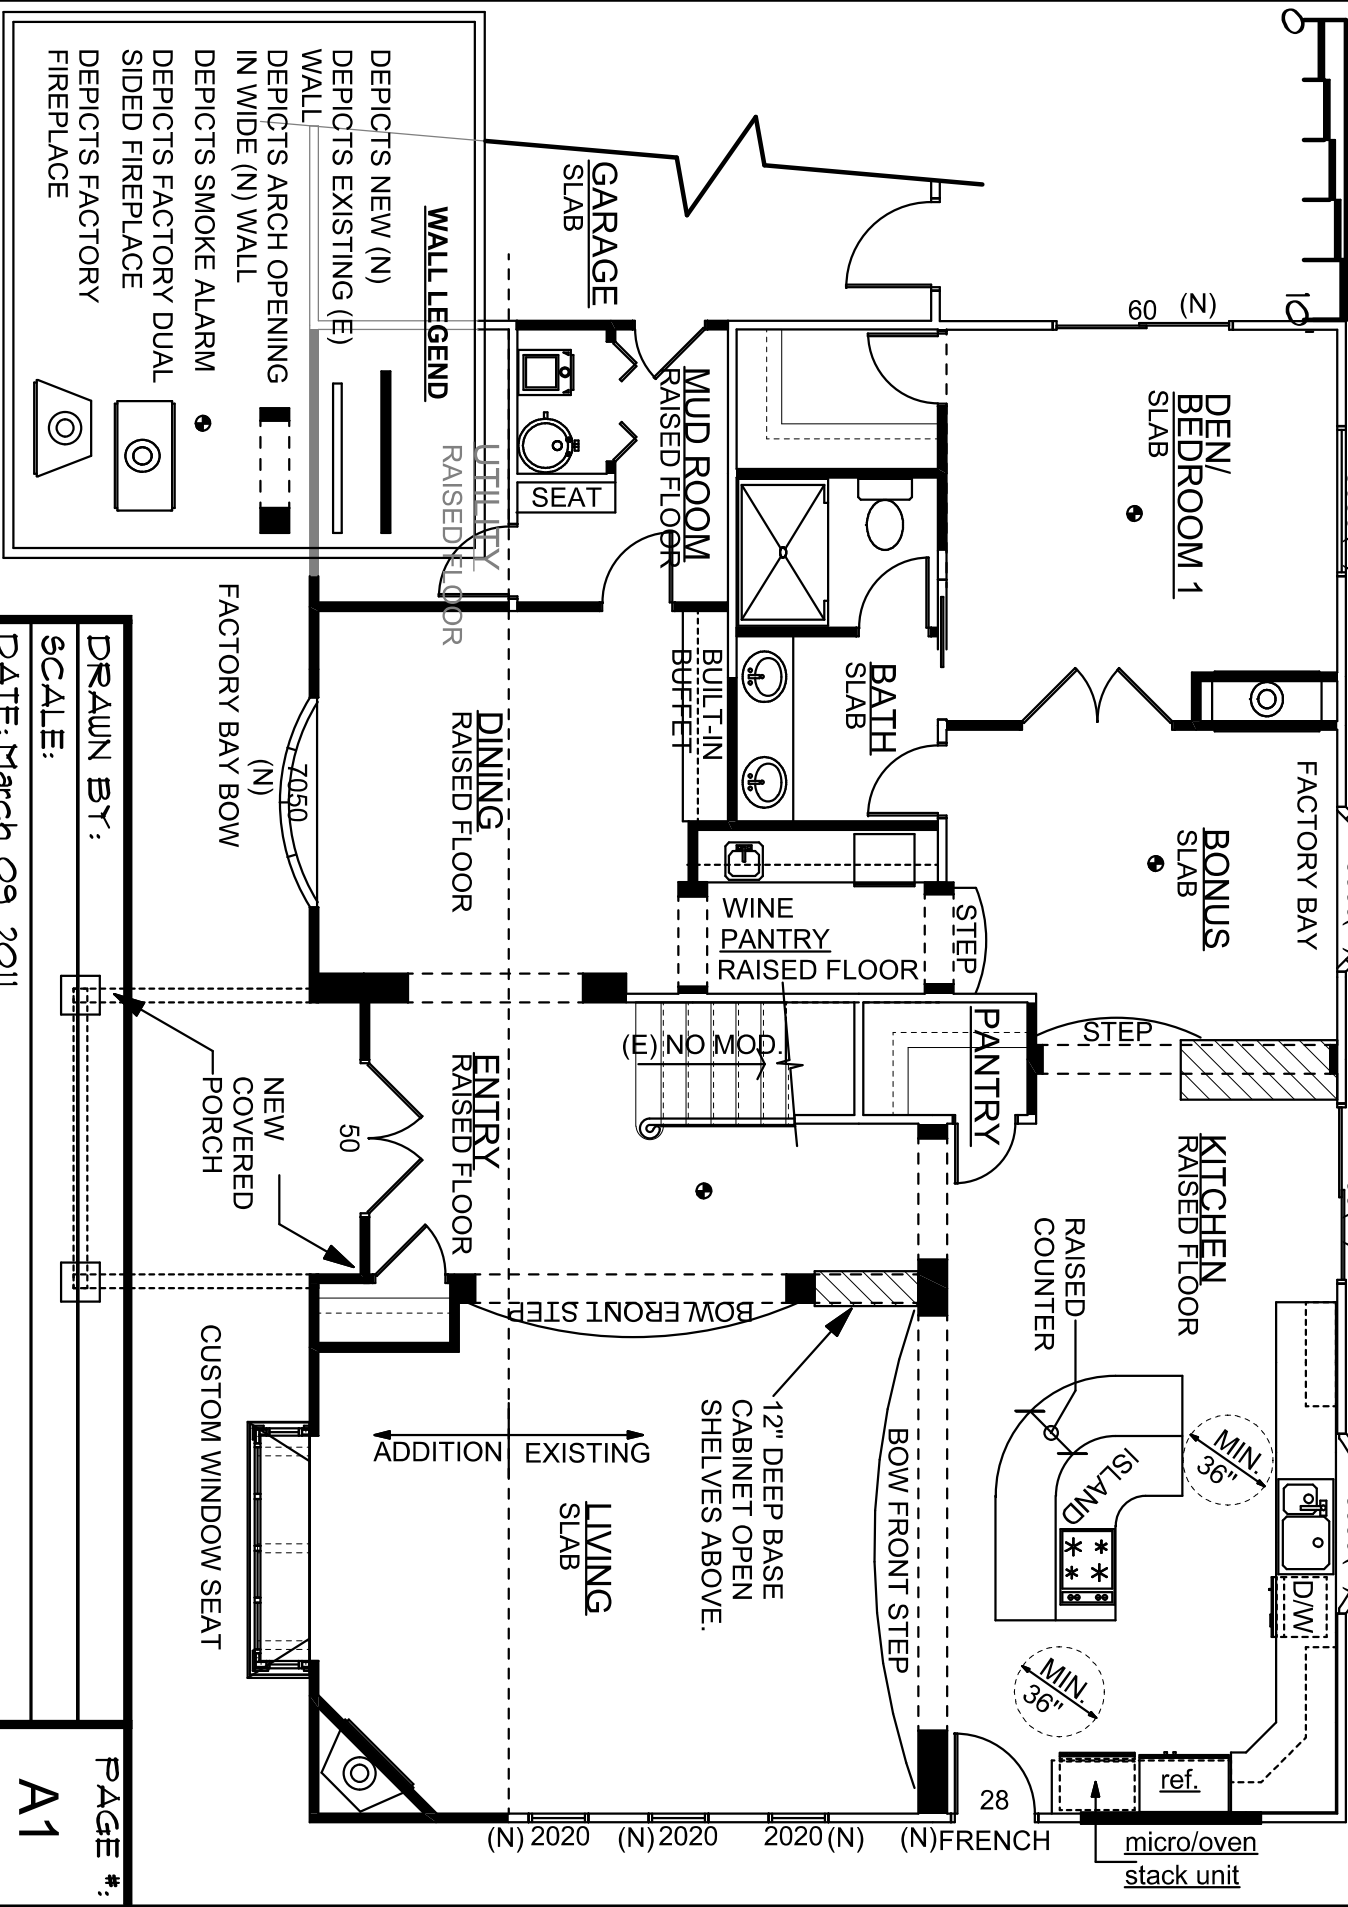 GARAGE
SLAB
DEN/
BEDROOM 1
SLAB
60
(N)
MUD ROOM
RAISED FLOOR
SEAT
UTILITY
RAISED FLOOR
WALL LEGEND
DEPICTS NEW (N)
DEPICTS EXISTING (E)
WALL
DEPICTS ARCH OPENING
IN WIDE (N) WALL
DEPICTS SMOKE ALARM
DEPICTS FACTORY DUAL
SIDED FIREPLACE
DEPICTS FACTORY
FIREPLACE
BUILT-IN
BUFFET
BATH
SLAB
BONUS
SLAB
FACTORY BAY
DINING
RAISED FLOOR
7050
(N)
FACTORY BAY BOW
WINE
PANTRY
RAISED FLOOR
STEP
STEP
PANTRY
(E) NO MOD.
ENTRY
RAISED FLOOR
50
NEW
COVERED
PORCH
KITCHEN
RAISED FLOOR
RAISED
COUNTER
ISLAND
MIN.
36"
MIN.
36"
D/W
ref.
micro/oven
stack unit
28
(N) FRENCH
BOW FRONT STEP
BOW FRONT STEP
12" DEEP BASE
CABINET OPEN
SHELVES ABOVE.
ADDITION
EXISTING
LIVING
SLAB
CUSTOM WINDOW SEAT
(N) 2020
(N) 2020
2020 (N)
DRAWN BY:
SCALE:
DATE: March 09, 2011
PAGE #:
A1